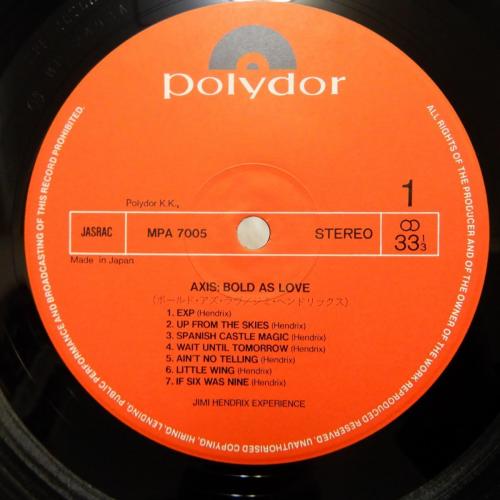 polydor
Polydor K.K.,
1
JASRAC
MPA 7005
STEREO
33 1/3
Made in Japan
AXIS; BOLD AS LOVE
(ボールド・アズ・ラヴ/ジミ・ヘンドリックス)
1. EXP (Hendrix)
2. UP FROM THE SKIES (Hendrix)
3. SPANISH CASTLE MAGIC (Hendrix)
4. WAIT UNTIL TOMORROW (Hendrix)
5. AIN'T NO TELLING (Hendrix)
6. LITTLE WING (Hendrix)
7. IF SIX WAS NINE (Hendrix)
JIMI HENDRIX EXPERIENCE
ALL RIGHTS OF THE PRODUCER AND OF THE OWNER OF THE WORK REPRODUCED RESERVED. UNAUTHORISED COPYING, HIRING, LENDING, PUBLIC PERFORMANCE AND BROADCASTING OF THIS RECORD PROHIBITED.